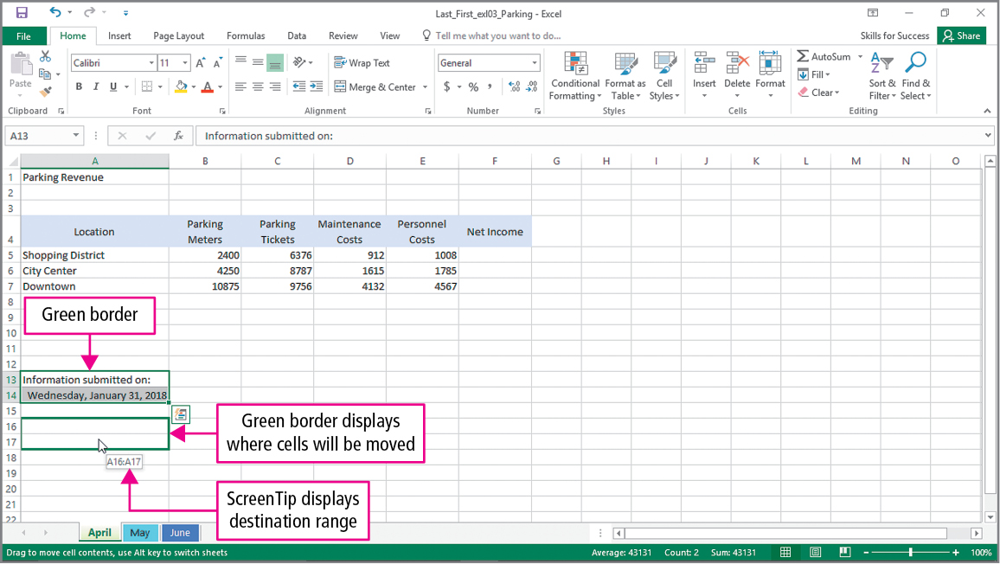 Last_First_exl03_Parking - Excel
File Home Insert Page Layout Formulas Data Review View Tell me what you want to do... Skills for Success Share
Calibri 11 Wrap Text General AutoSum
Paste B I U Merge & Center $ % , Conditional Formatting Format as Table Cell Styles Insert Delete Format Fill Clear Sort & Filter Find & Select
Clipboard Font Alignment Number Styles Cells Editing
A13 fx Information submitted on:
A B C D E F G H I J K L M N O
1 Parking Revenue
2
3
4 Location Parking Meters Parking Tickets Maintenance Costs Personnel Costs Net Income
5 Shopping District 2400 6376 912 1008
6 City Center 4250 8787 1615 1785
7 Downtown 10875 9756 4132 4567
8
9 Green border
10
11
12
13 Information submitted on:
14 Wednesday, January 31, 2018
15
16
17
Green border displays
where cells will be moved
18 A16:A17
19
20
21
22
ScreenTip displays
destination range
April May June
Drag to move cell contents, use Alt key to switch sheets Average: 43131 Count: 2 Sum: 43131 100%